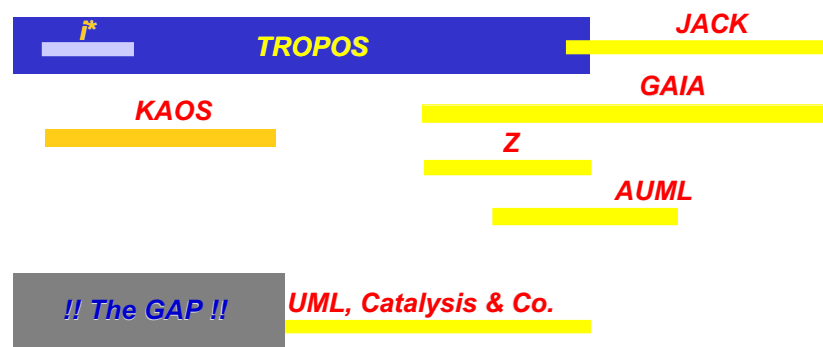 i*
TROPOS
JACK
GAIA
KAOS
Z
AUML
!! The GAP !!
UML, Catalysis & Co.